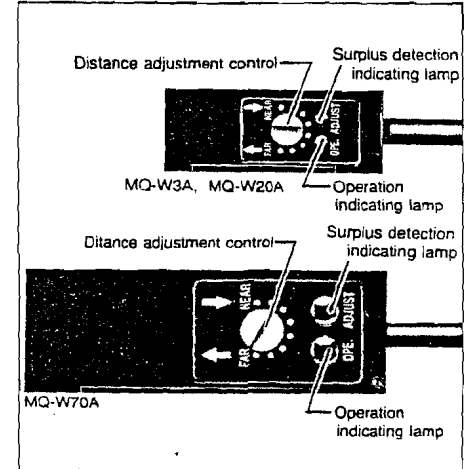 Distance adjustment control
Surplus detection
indicating lamp
NEAR
FAR
ADJUST
OPE.
MQ-W3A, MQ-W20A
Operation
indicating lamp
Ditance adjustment control
Surplus detection
indicating lamp
NEAR
FAR
ADJUST
OPE.
MQ-W70A
Operation
indicating lamp